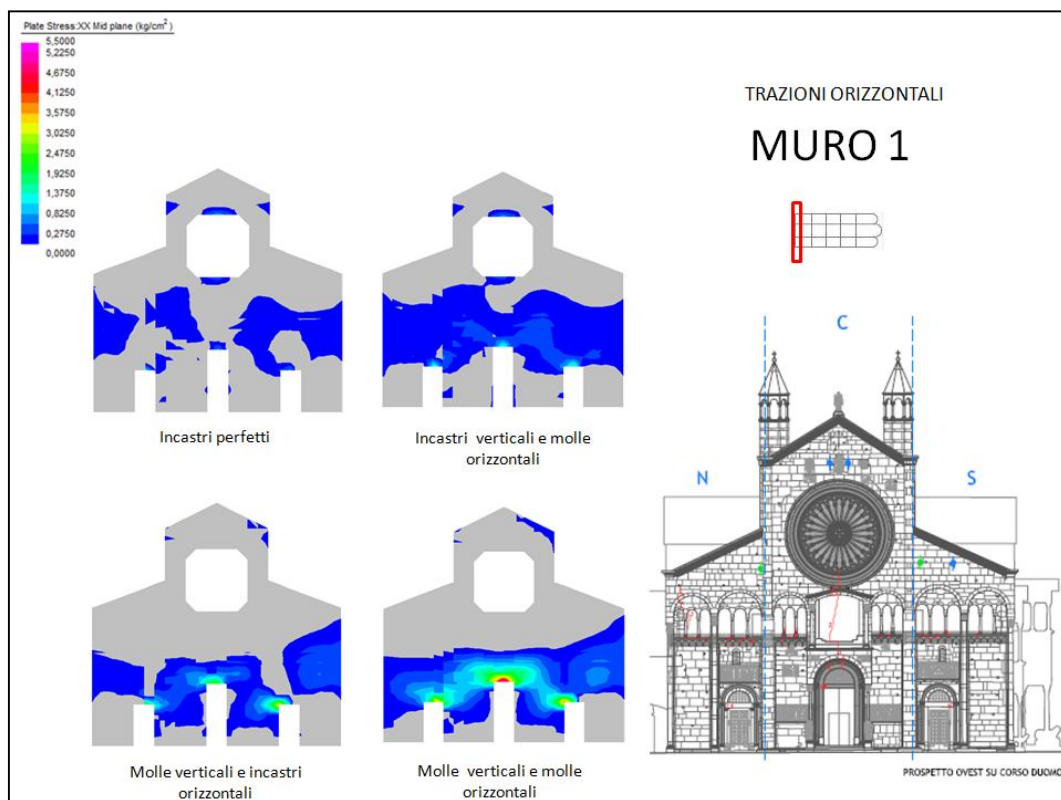 Plate Stress:XX Mid plane (kg/cm²)
5,5000
5,2250
4,6750
4,1250
3,5750
3,0250
2,4750
1,9250
1,3750
0,8250
0,2750
0,0000
TRAZIONI ORIZZONTALI
MURO 1
Incastri perfetti
Incastri verticali e molle
orizzontali
Molle verticali e incastri
orizzontali
Molle verticali e molle
orizzontali
C
N
S
PROSPETTO OVEST SU CORSO DUOMO